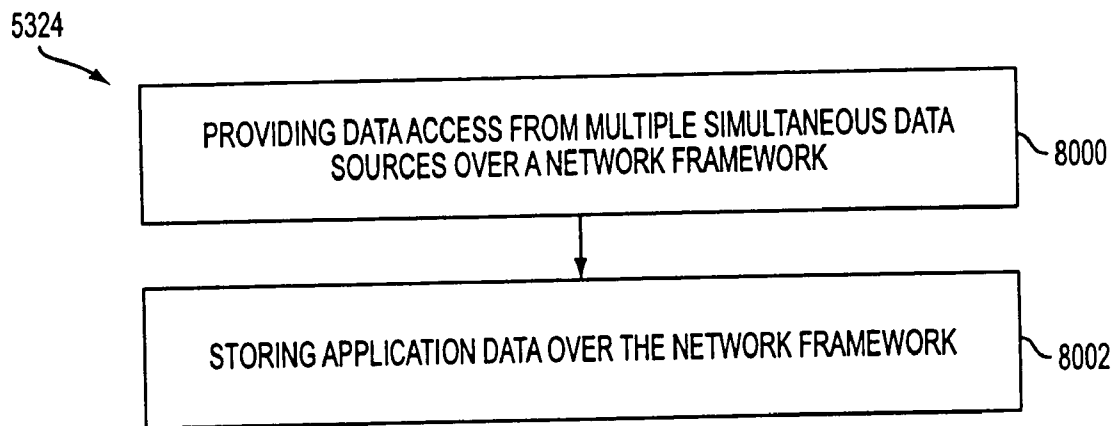 5324
PROVIDING DATA ACCESS FROM MULTIPLE SIMULTANEOUS DATA
SOURCES OVER A NETWORK FRAMEWORK
8000
STORING APPLICATION DATA OVER THE NETWORK FRAMEWORK
8002